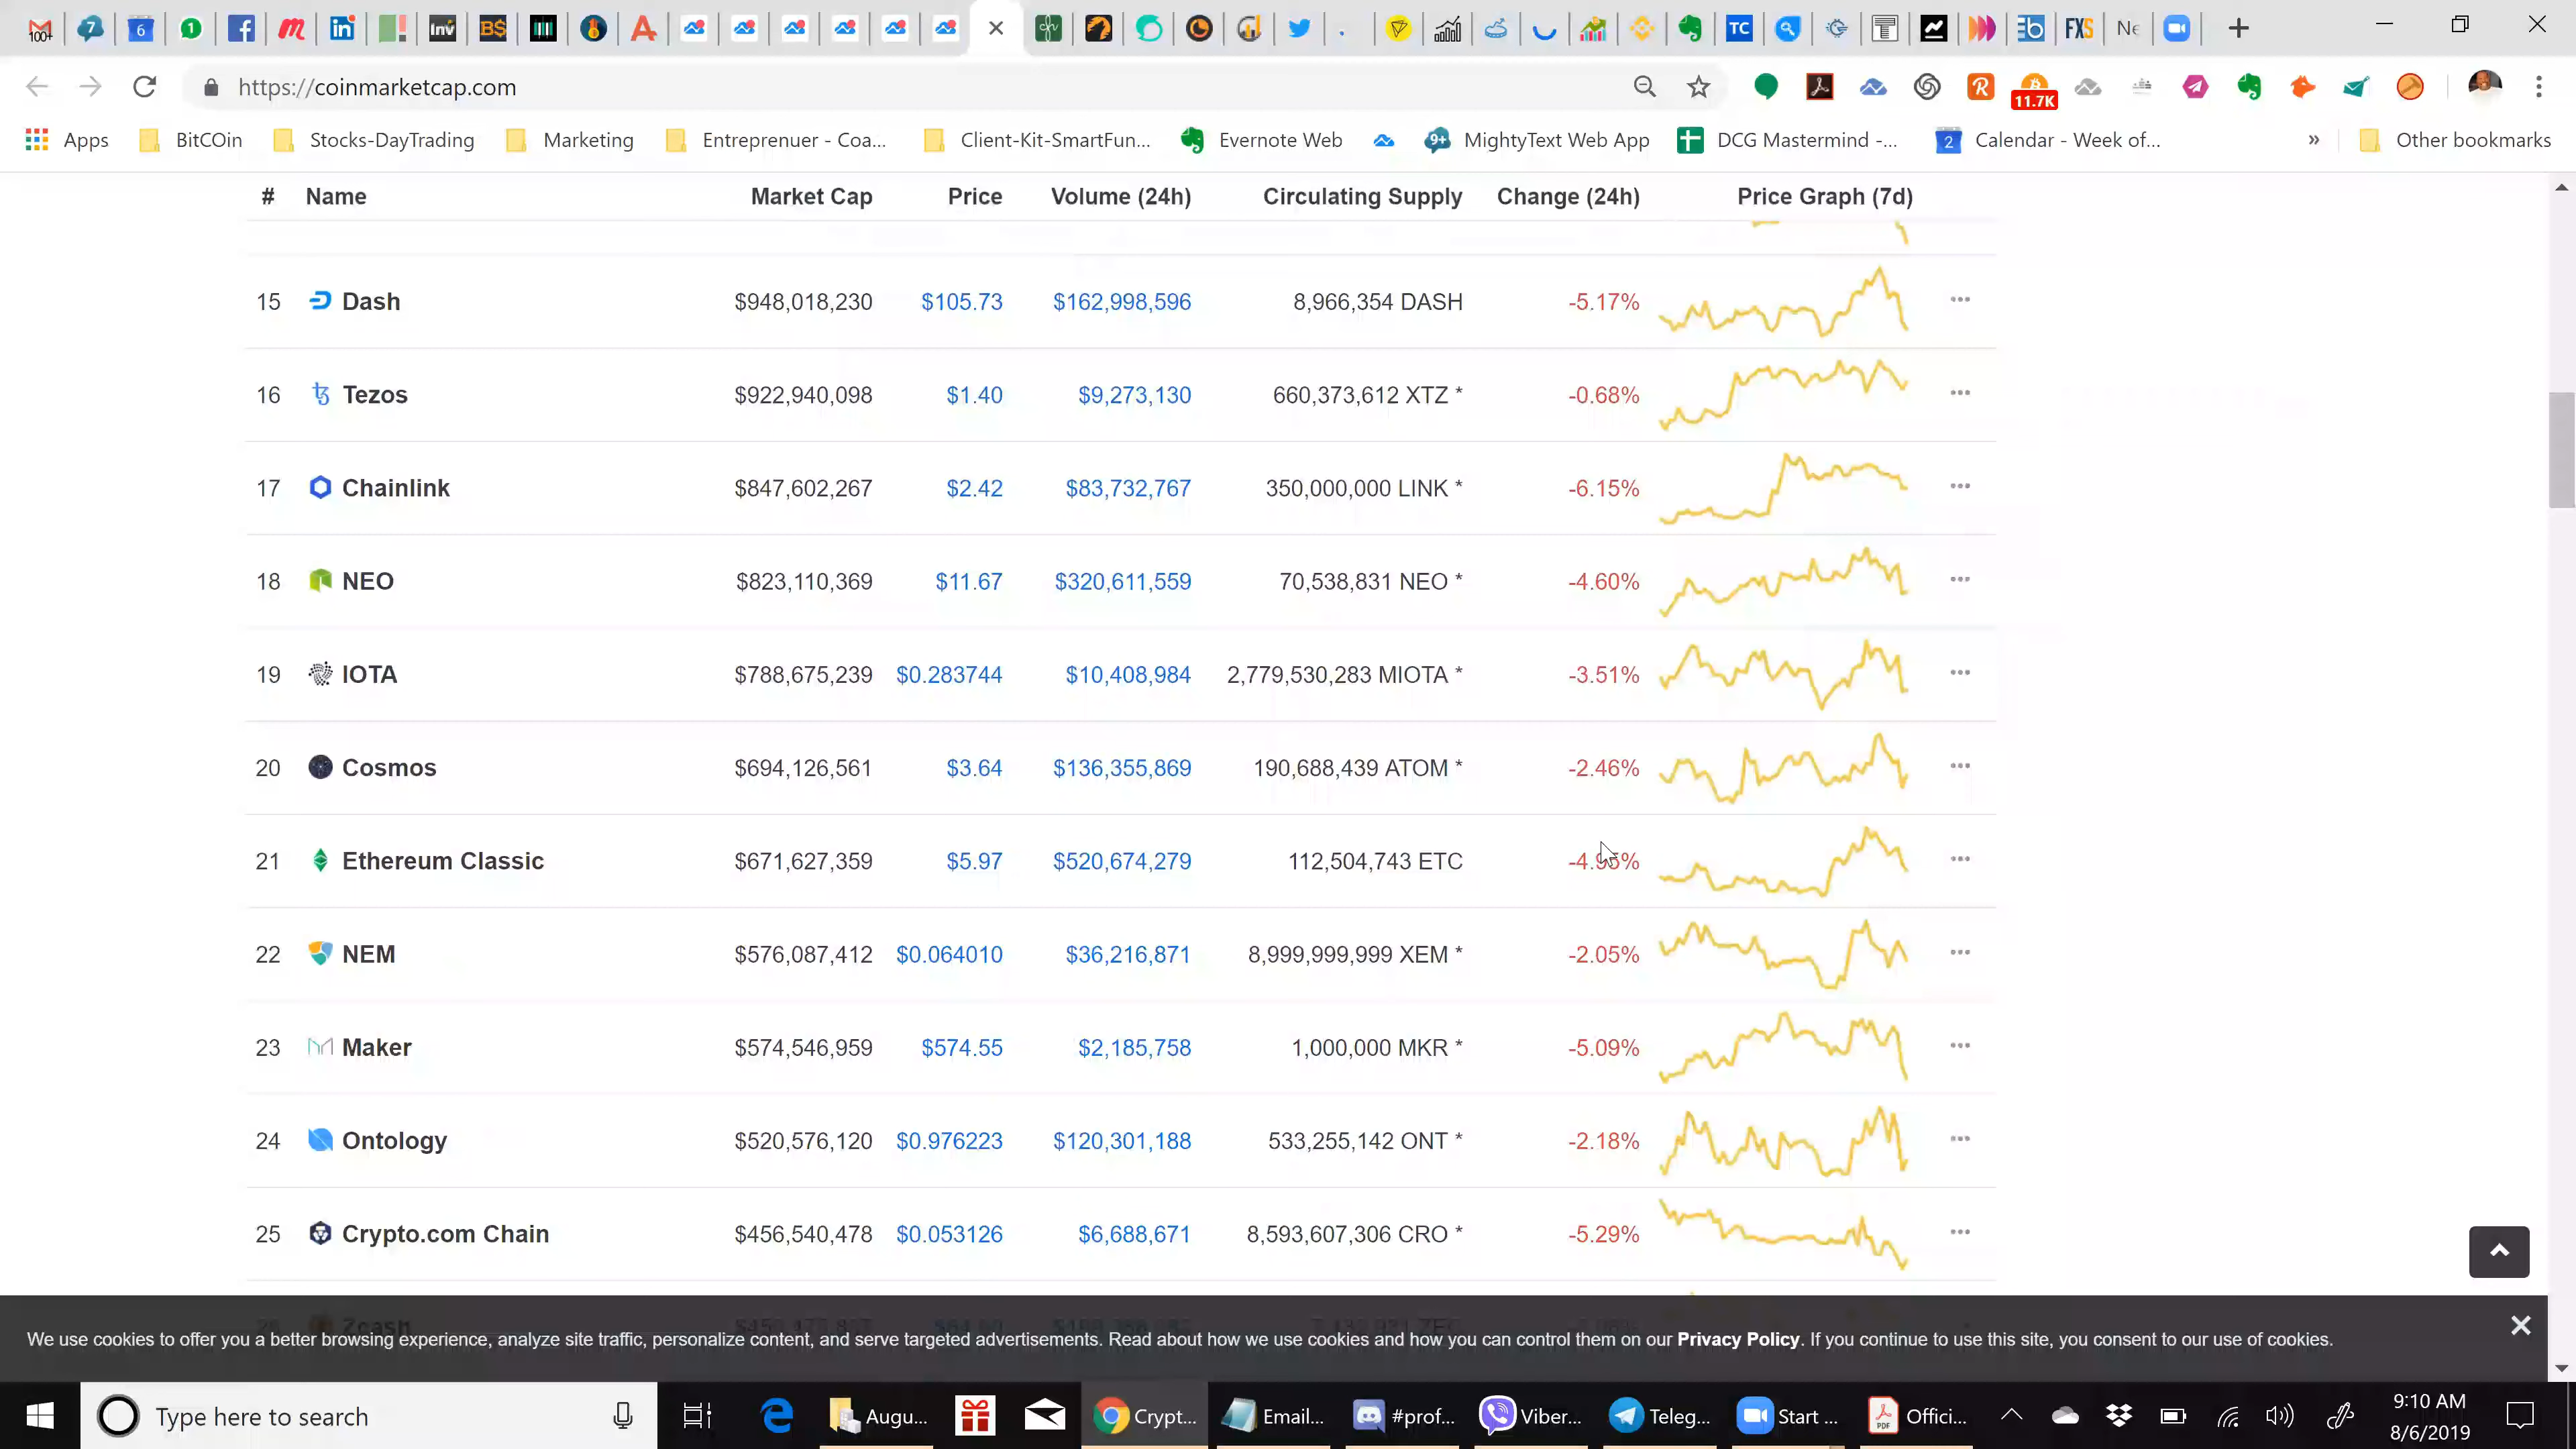 https://coinmarketcap.com
11.7K
Apps BitCOin Stocks-DayTrading Marketing Entreprenuer - Coa... Client-Kit-SmartFun... Evernote Web MightyText Web App DCG Mastermind -... Calendar - Week of... » Other bookmarks
# Name Market Cap Price Volume (24h) Circulating Supply Change (24h) Price Graph (7d)
15 Dash $948,018,230 $105.73 $162,998,596 8,966,354 DASH -5.17%
16 Tezos $922,940,098 $1.40 $9,273,130 660,373,612 XTZ * -0.68%
17 Chainlink $847,602,267 $2.42 $83,732,767 350,000,000 LINK * -6.15%
18 NEO $823,110,369 $11.67 $320,611,559 70,538,831 NEO * -4.60%
19 IOTA $788,675,239 $0.283744 $10,408,984 2,779,530,283 MIOTA * -3.51%
20 Cosmos $694,126,561 $3.64 $136,355,869 190,688,439 ATOM * -2.46%
21 Ethereum Classic $671,627,359 $5.97 $520,674,279 112,504,743 ETC
22 NEM $576,087,412 $0.064010 $36,216,871 8,999,999,999 XEM * -2.05%
23 Maker $574,546,959 $574.55 $2,185,758 1,000,000 MKR * -5.09%
24 Ontology $520,576,120 $0.976223 $120,301,188 533,255,142 ONT * -2.18%
25 Crypto.com Chain $456,540,478 $0.053126 $6,688,671 8,593,607,306 CRO * -5.29%
We use cookies to offer you a better browsing experience, analyze site traffic, personalize content, and serve targeted advertisements. Read about how we use cookies and how you can control them on our Privacy Policy. If you continue to use this site, you consent to our use of cookies.
Type here to search Augu... Crypt... Email... #prof... Viber... Teleg... Start ... Offici... 9:10 AM
8/6/2019